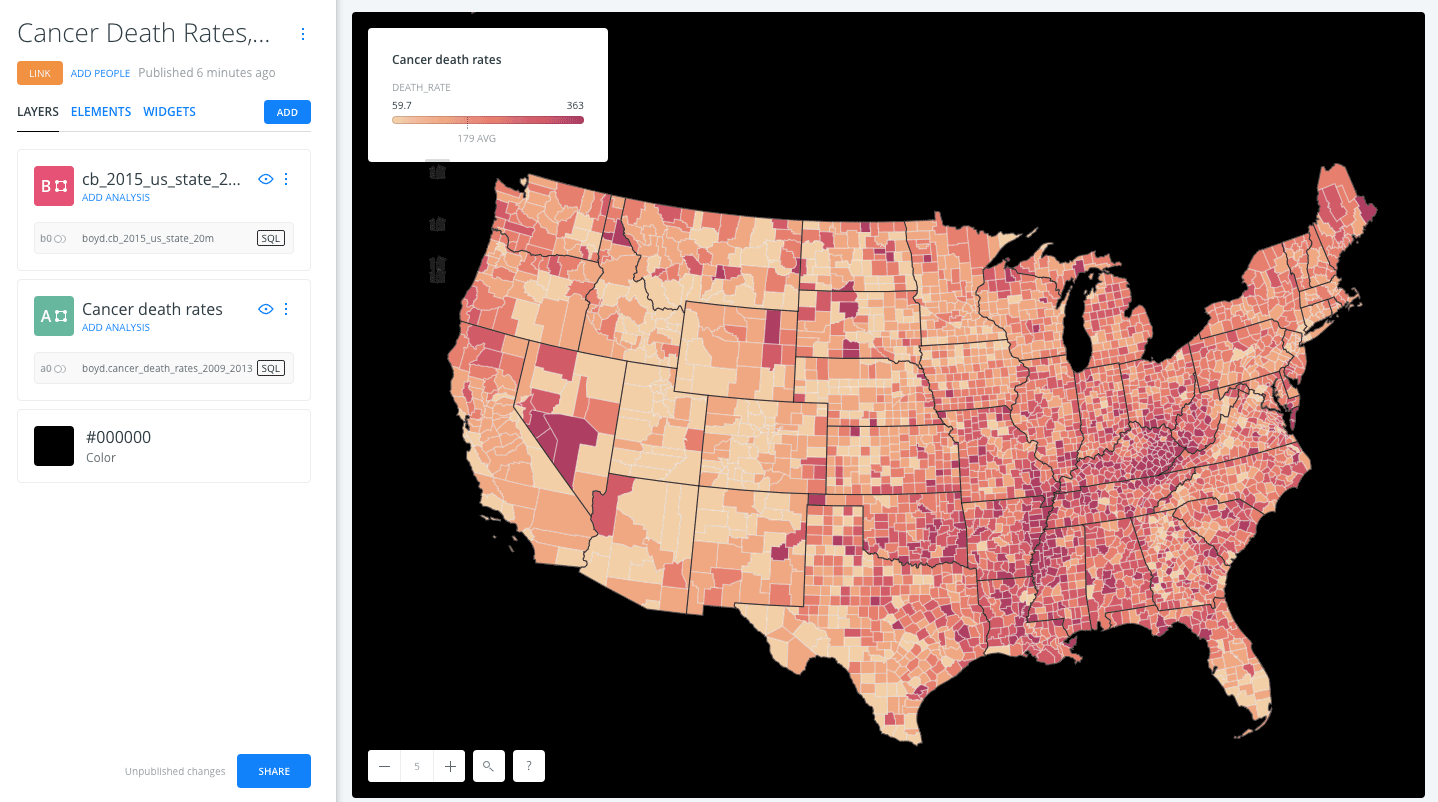 Cancer Death Rates,...
LINK ADD PEOPLE Published 6 minutes ago
LAYERS ELEMENTS WIDGETS ADD
B cb_2015_us_state_2...
ADD ANALYSIS
b0 boyd.cb_2015_us_state_20m SQL
A Cancer death rates
ADD ANALYSIS
a0 boyd.cancer_death_rates_2009_2013 SQL
#000000
Color
Unpublished changes SHARE
Cancer death rates
DEATH_RATE
59.7 363
179 AVG
5 ?